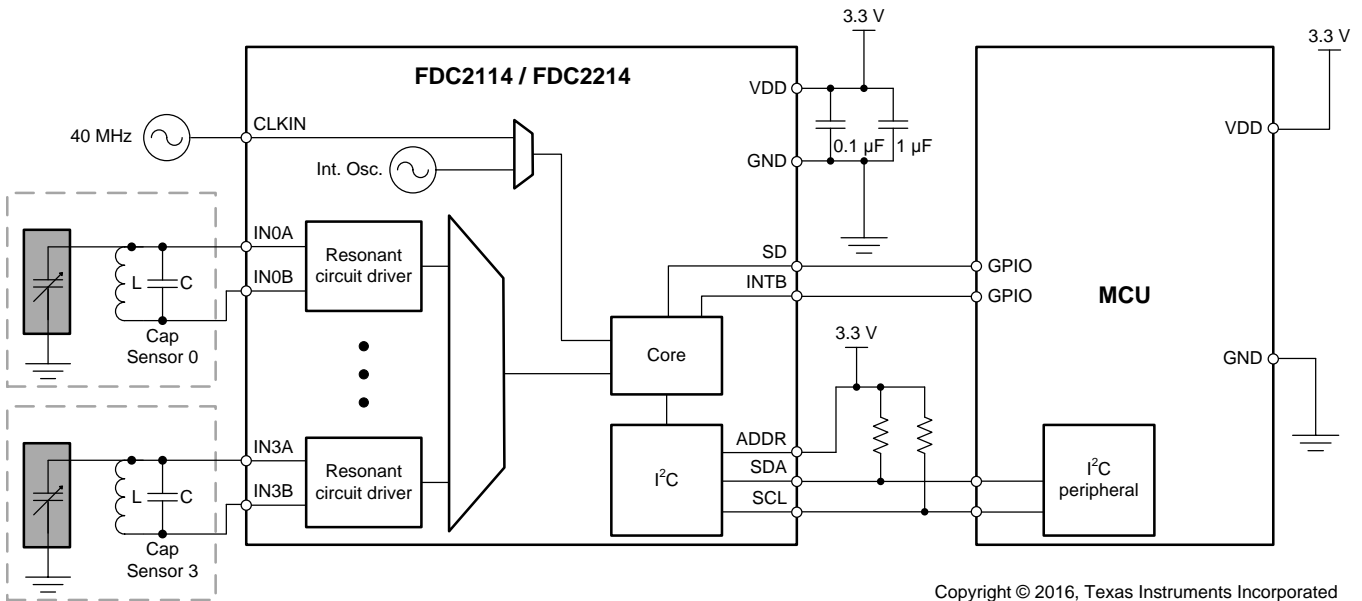 FDC2114 / FDC2214
3.3 V
3.3 V
VDD
40 MHz
CLKIN
0.1 µF
1 µF
VDD
Int. Osc.
GND
IN0A
Resonant
circuit driver
IN0B
L
C
Cap
Sensor 0
SD
GPIO
INTB
GPIO
MCU
Core
3.3 V
GND
IN3A
Resonant
circuit driver
IN3B
L
C
Cap
Sensor 3
ADDR
SDA
SCL
I²C
I²C
peripheral
Copyright © 2016, Texas Instruments Incorporated